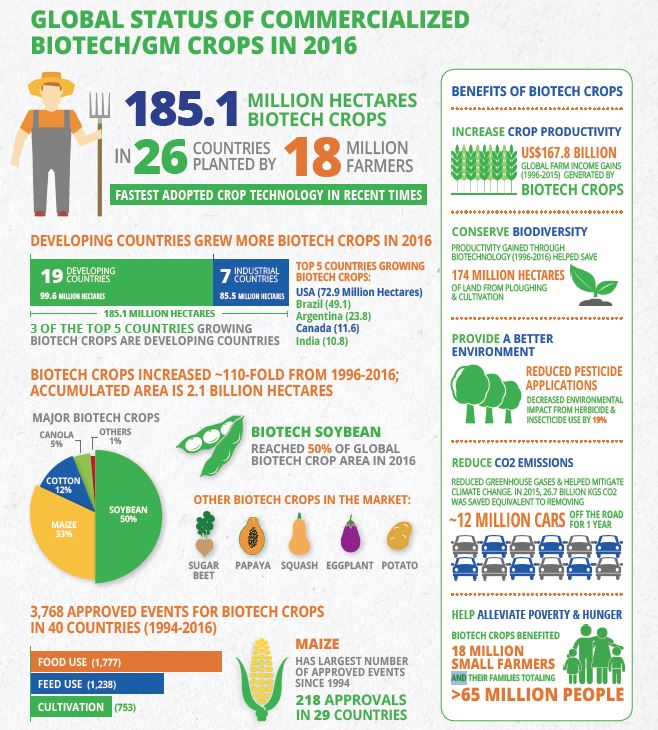 GLOBAL STATUS OF COMMERCIALIZED
BIOTECH/GM CROPS IN 2016
185.1 MILLION HECTARES
BIOTECH CROPS
IN 26 COUNTRIES
PLANTED BY 18 MILLION
FARMERS
FASTEST ADOPTED CROP TECHNOLOGY IN RECENT TIMES
DEVELOPING COUNTRIES GREW MORE BIOTECH CROPS IN 2016
19 DEVELOPING
COUNTRIES
99.6 MILLION HECTARES
7 INDUSTRIAL
COUNTRIES
85.5 MILLION HECTARES
185.1 MILLION HECTARES
3 OF THE TOP 5 COUNTRIES GROWING
BIOTECH CROPS ARE DEVELOPING COUNTRIES
TOP 5 COUNTRIES GROWING
BIOTECH CROPS:
USA (72.9 Million Hectares)
Brazil (49.1)
Argentina (23.8)
Canada (11.6)
India (10.8)
BIOTECH CROPS INCREASED ~110-FOLD FROM 1996-2016;
ACCUMULATED AREA IS 2.1 BILLION HECTARES
MAJOR BIOTECH CROPS
CANOLA
5%
OTHERS
1%
COTTON
12%
MAIZE
33%
SOYBEAN
50%
BIOTECH SOYBEAN
REACHED 50% OF GLOBAL
BIOTECH CROP AREA IN 2016
OTHER BIOTECH CROPS IN THE MARKET:
SUGAR
BEET
PAPAYA
SQUASH
EGGPLANT
POTATO
3,768 APPROVED EVENTS FOR BIOTECH CROPS
IN 40 COUNTRIES (1994-2016)
FOOD USE (1,777)
FEED USE (1,238)
CULTIVATION (753)
MAIZE
HAS LARGEST NUMBER
OF APPROVED EVENTS
SINCE 1994
218 APPROVALS
IN 29 COUNTRIES
BENEFITS OF BIOTECH CROPS
INCREASE CROP PRODUCTIVITY
US$167.8 BILLION
GLOBAL FARM INCOME GAINS
(1996-2015) GENERATED BY
BIOTECH CROPS
CONSERVE BIODIVERSITY
PRODUCTIVITY GAINED THROUGH
BIOTECHNOLOGY (1996-2016) HELPED SAVE
174 MILLION HECTARES
OF LAND FROM PLOUGHING
& CULTIVATION
PROVIDE A BETTER
ENVIRONMENT
REDUCED PESTICIDE
APPLICATIONS
DECREASED ENVIRONMENTAL
IMPACT FROM HERBICIDE &
INSECTICIDE USE BY 19%
REDUCE CO2 EMISSIONS
REDUCED GREENHOUSE GASES & HELPED MITIGATE
CLIMATE CHANGE. IN 2015, 26.7 BILLION KGS CO2
WAS SAVED EQUIVALENT TO REMOVING
~12 MILLION CARS OFF THE ROAD
FOR 1 YEAR
HELP ALLEVIATE POVERTY & HUNGER
BIOTECH CROPS BENEFITED
18 MILLION
SMALL FARMERS
AND THEIR FAMILIES TOTALING
>65 MILLION PEOPLE